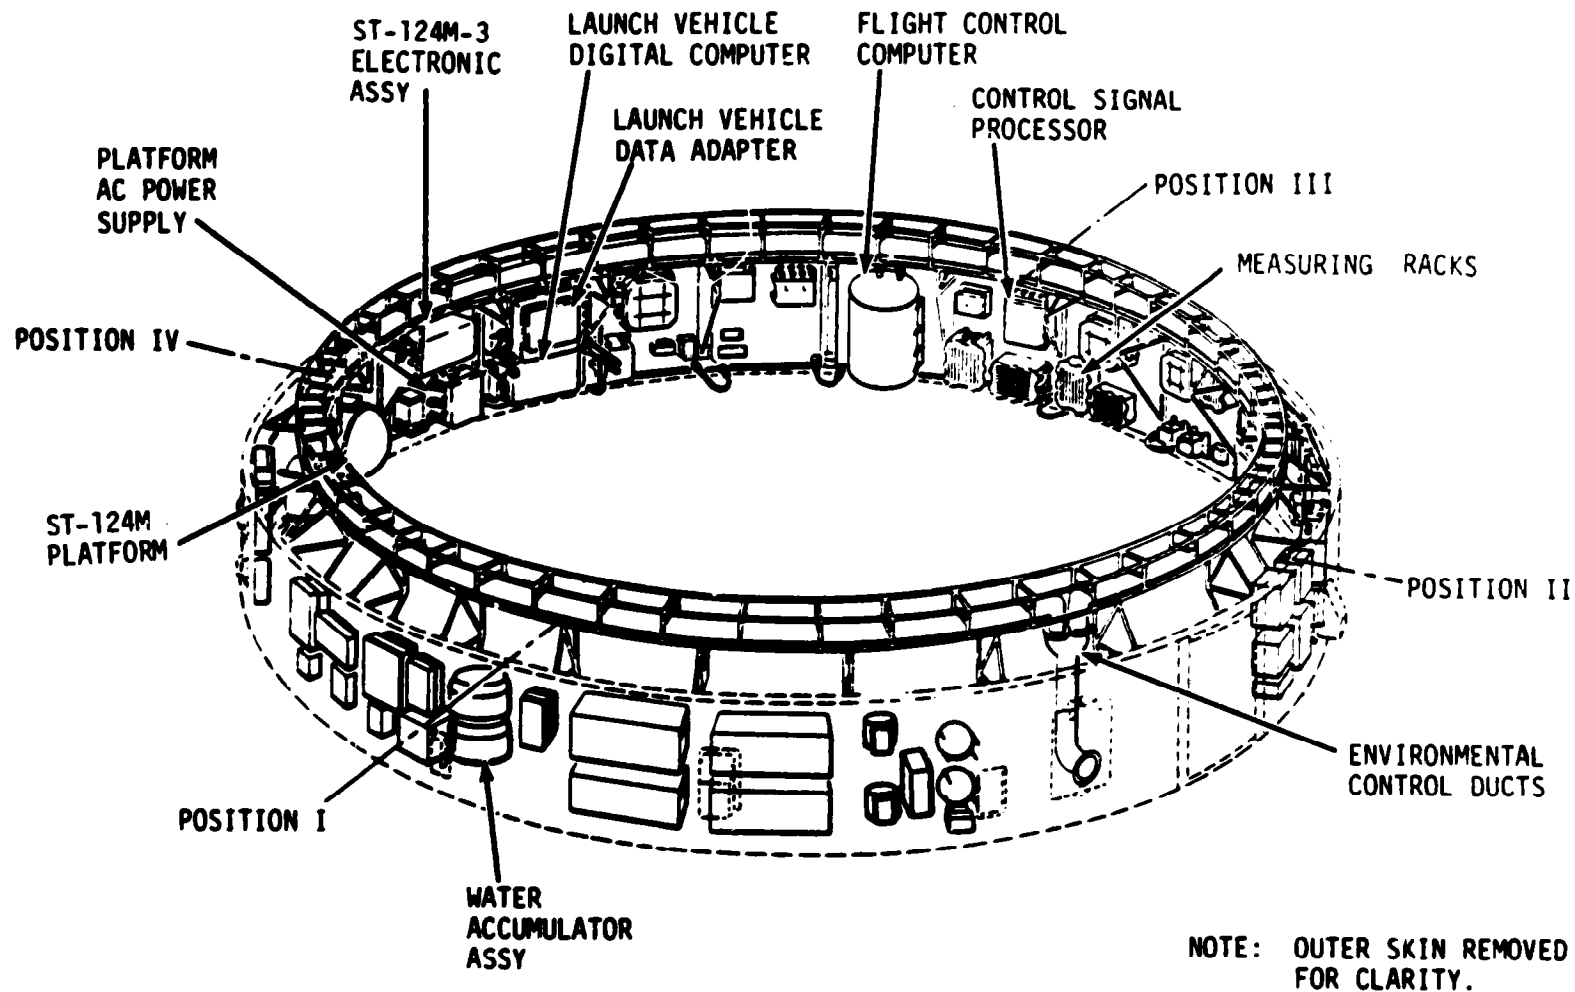 ST-124M-3
ELECTRONIC
ASSY
LAUNCH VEHICLE
DIGITAL COMPUTER
FLIGHT CONTROL
COMPUTER
LAUNCH VEHICLE
DATA ADAPTER
CONTROL SIGNAL
PROCESSOR
PLATFORM
AC POWER
SUPPLY
POSITION III
MEASURING RACKS
POSITION IV
ST-124M
PLATFORM
POSITION II
ENVIRONMENTAL
CONTROL DUCTS
POSITION I
WATER
ACCUMULATOR
ASSY
NOTE: OUTER SKIN REMOVED
FOR CLARITY.